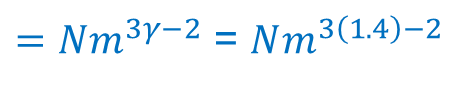 = Nm^{3γ−2} = Nm^{3(1.4)−2}